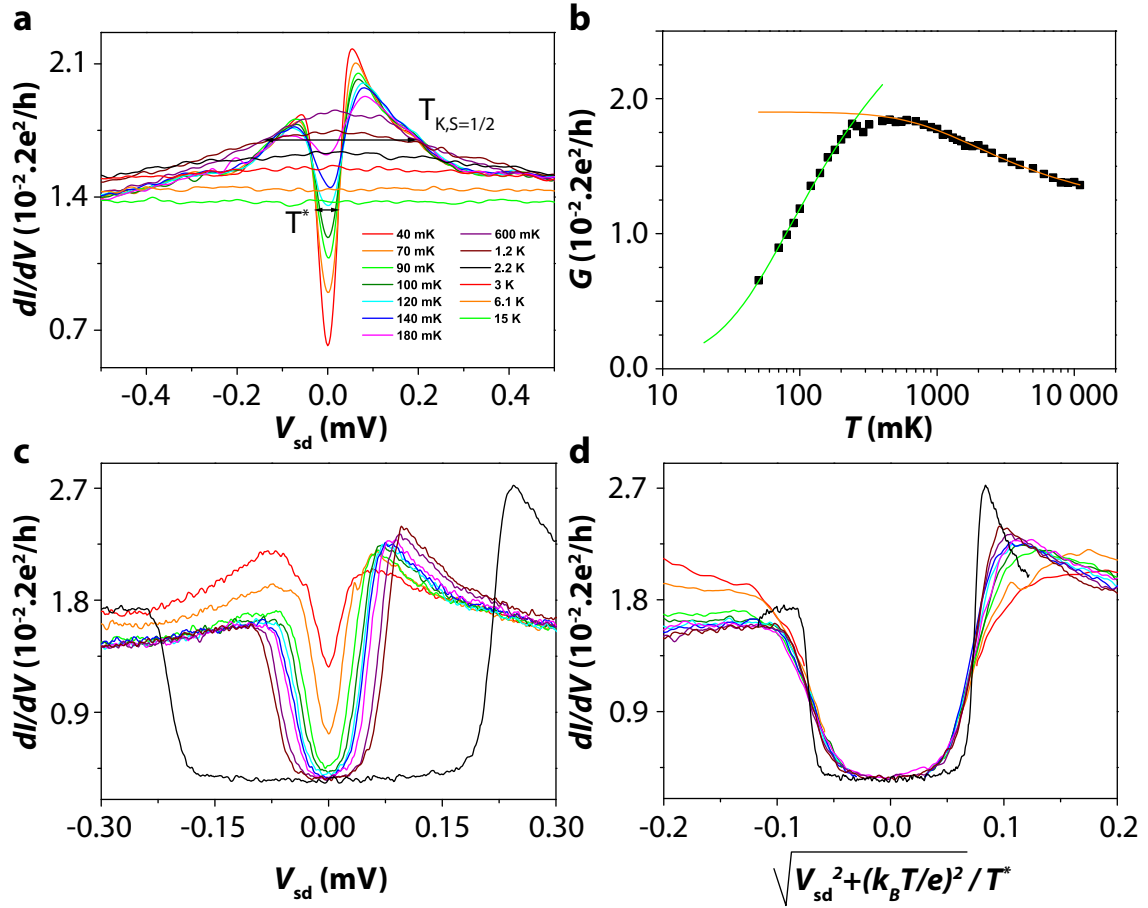 a
dI/dV (10⁻².2e²/h)
2.1
1.4
0.7
T_K,S=1/2
T*
40 mK
70 mK
90 mK
100 mK
120 mK
140 mK
180 mK
600 mK
1.2 K
2.2 K
3 K
6.1 K
15 K
-0.4 -0.2 0.0 0.2 0.4
V_sd (mV)
b
G (10⁻².2e²/h)
2.0
1.0
0.0
10 100 1000 10 000
T (mK)
c
dI/dV (10⁻².2e²/h)
2.7
1.8
0.9
-0.30 -0.15 0.00 0.15 0.30
V_sd (mV)
d
dI/dV (10⁻².2e²/h)
2.7
1.8
0.9
-0.2 -0.1 0.0 0.1 0.2
√V_sd²+(k_BT/e)² / T*